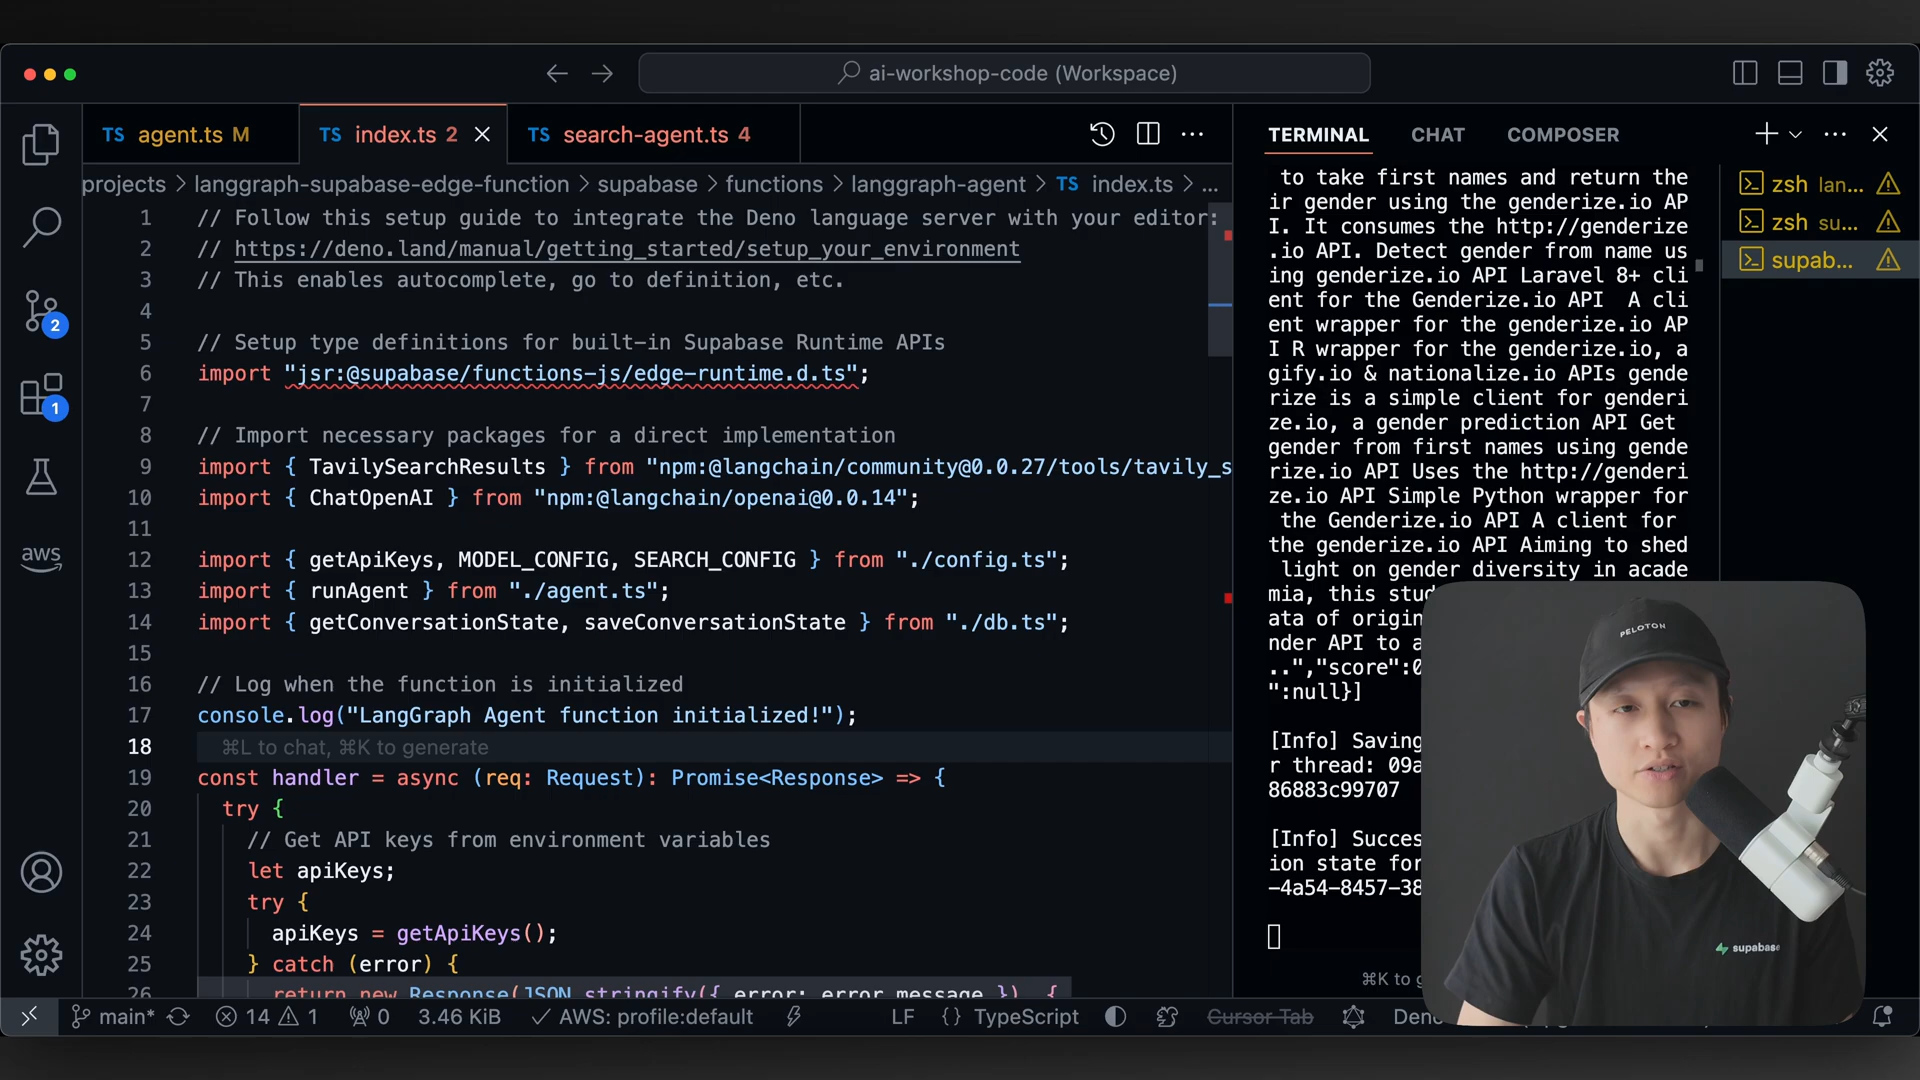 ai-workshop-code (Workspace)
TS agent.ts M
TS index.ts 2
TS search-agent.ts 4
projects > langgraph-supabase-edge-function > supabase > functions > langgraph-agent > TS index.ts > ...
1 // Follow this setup guide to integrate the Deno language server with your editor:
2 // https://deno.land/manual/getting_started/setup_your_environment
3 // This enables autocomplete, go to definition, etc.
4
5 // Setup type definitions for built-in Supabase Runtime APIs
6 import "jsr:@supabase/functions-js/edge-runtime.d.ts";
7
8 // Import necessary packages for a direct implementation
9 import { TavilySearchResults } from "npm:@langchain/community@0.0.27/tools/tavily_s
10 import { ChatOpenAI } from "npm:@langchain/openai@0.0.14";
11
12 import { getApiKeys, MODEL_CONFIG, SEARCH_CONFIG } from "./config.ts";
13 import { runAgent } from "./agent.ts";
14 import { getConversationState, saveConversationState } from "./db.ts";
15
16 // Log when the function is initialized
17 console.log("LangGraph Agent function initialized!");
18 ⌘L to chat, ⌘K to generate
19 const handler = async (req: Request): Promise<Response> => {
20 try {
21 // Get API keys from environment variables
22 let apiKeys;
23 try {
24 apiKeys = getApiKeys();
25 } catch (error) {
26 return new Response(JSON.stringify({ error: error.message }), {
TERMINAL CHAT COMPOSER
to take first names and return the
ir gender using the genderize.io AP
I. It consumes the http://genderize
.io API. Detect gender from name us
ing genderize.io API Laravel 8+ cli
ent for the Genderize.io API  A cli
ent wrapper for the genderize.io AP
I R wrapper for the genderize.io, a
gify.io & nationalize.io APIs gende
rize is a simple client for genderi
ze.io, a gender prediction API Get
gender from first names using gende
rize.io API Uses the http://genderi
ze.io API Simple Python wrapper for
the Genderize.io API A client for
the genderize.io API Aiming to shed
light on gender diversity in acade
mia, this stud
ata of origin
nder API to a
..","score":0
":null}]
[Info] Saving
r thread: 09a
86883c99707
[Info] Succes
ion state for
-4a54-8457-38
⌘K to g
zsh lan...
zsh su...
supab...
2
1
aws
PELOTON
supabase
main* 14 1 0 3.46 KiB AWS: profile:default LF {} TypeScript Cursor Tab Deno